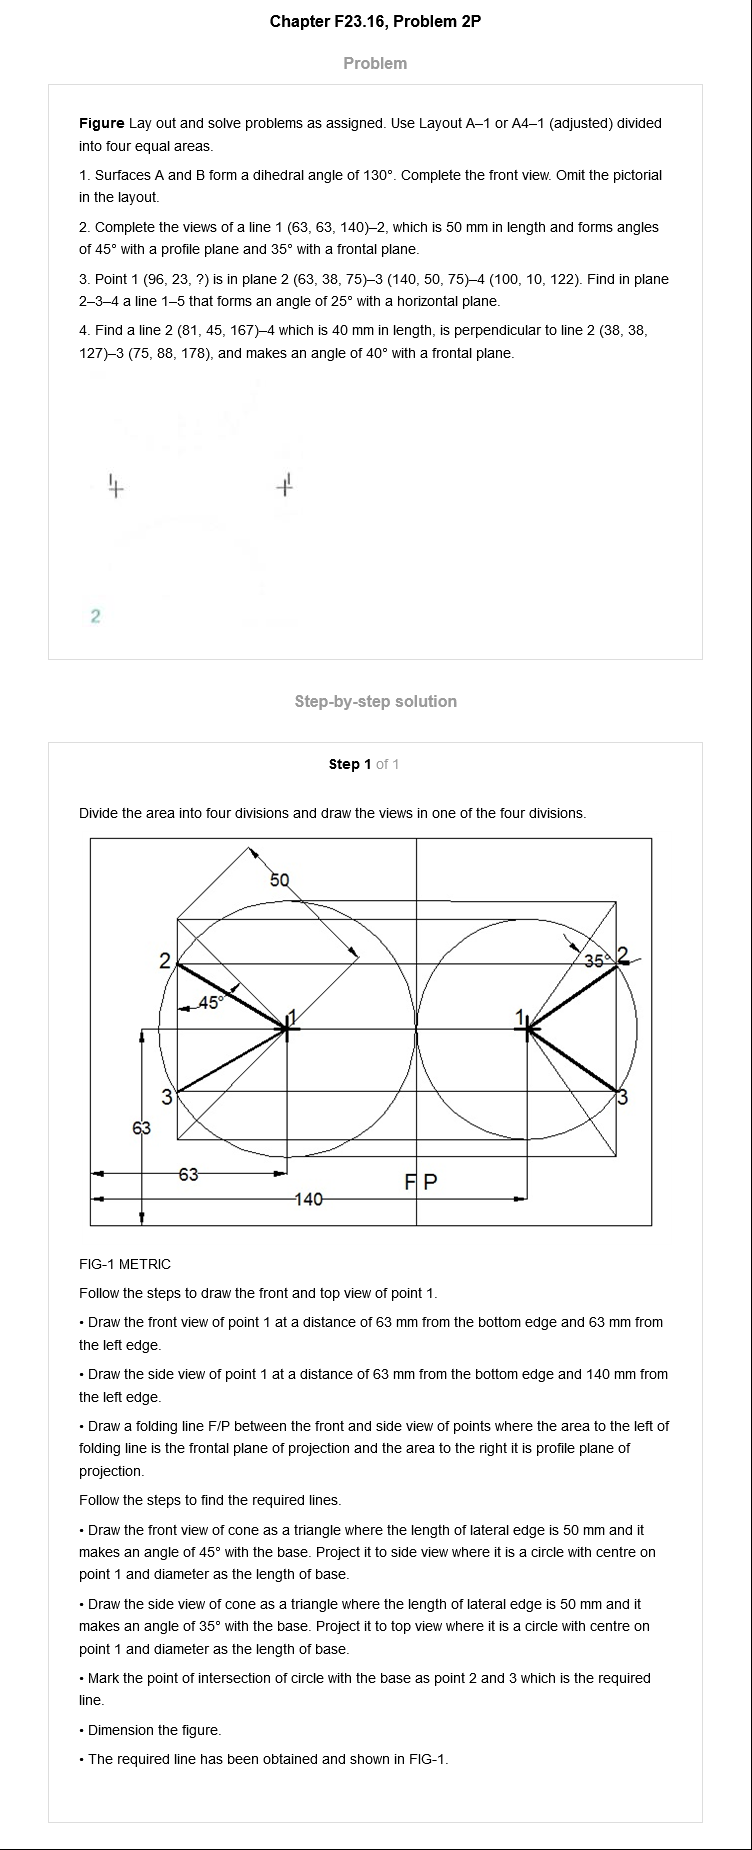 Chapter F23.16, Problem 2P
Problem
Figure Lay out and solve problems as assigned. Use Layout A–1 or A4–1 (adjusted) divided
into four equal areas.
1. Surfaces A and B form a dihedral angle of 130°. Complete the front view. Omit the pictorial
in the layout.
2. Complete the views of a line 1 (63, 63, 140)–2, which is 50 mm in length and forms angles
of 45° with a profile plane and 35° with a frontal plane.
3. Point 1 (96, 23, ?) is in plane 2 (63, 38, 75)–3 (140, 50, 75)–4 (100, 10, 122). Find in plane
2–3–4 a line 1–5 that forms an angle of 25° with a horizontal plane.
4. Find a line 2 (81, 45, 167)–4 which is 40 mm in length, is perpendicular to line 2 (38, 38,
127)–3 (75, 88, 178), and makes an angle of 40° with a frontal plane.
1 1
2
Step-by-step solution
Step 1 of 1
Divide the area into four divisions and draw the views in one of the four divisions.
50
2 35° 2
45°
1 1
3 3
63
63 F P
140
FIG-1 METRIC
Follow the steps to draw the front and top view of point 1.
• Draw the front view of point 1 at a distance of 63 mm from the bottom edge and 63 mm from
the left edge.
• Draw the side view of point 1 at a distance of 63 mm from the bottom edge and 140 mm from
the left edge.
• Draw a folding line F/P between the front and side view of points where the area to the left of
folding line is the frontal plane of projection and the area to the right it is profile plane of
projection.
Follow the steps to find the required lines.
• Draw the front view of cone as a triangle where the length of lateral edge is 50 mm and it
makes an angle of 45° with the base. Project it to side view where it is a circle with centre on
point 1 and diameter as the length of base.
• Draw the side view of cone as a triangle where the length of lateral edge is 50 mm and it
makes an angle of 35° with the base. Project it to top view where it is a circle with centre on
point 1 and diameter as the length of base.
• Mark the point of intersection of circle with the base as point 2 and 3 which is the required
line.
• Dimension the figure.
• The required line has been obtained and shown in FIG-1.